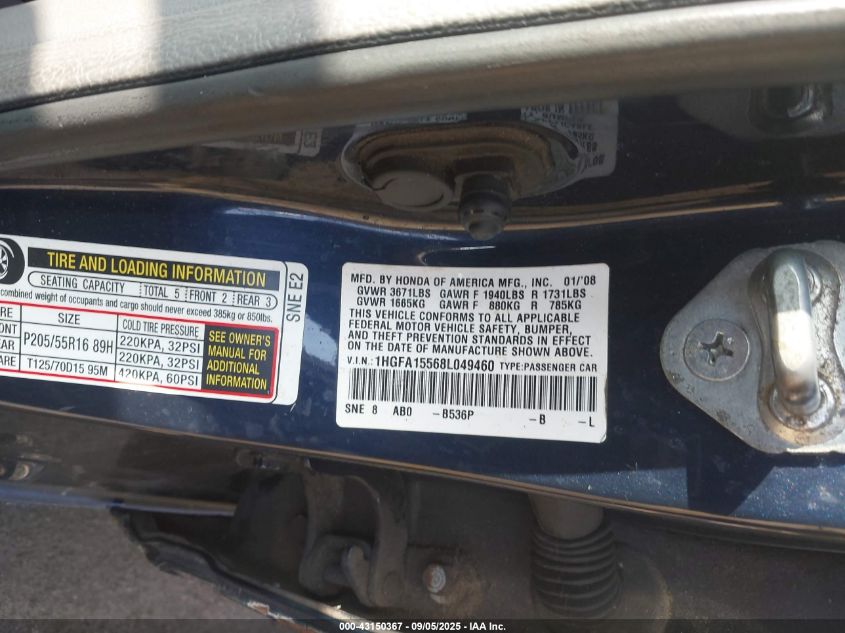 TIRE AND LOADING INFORMATION
SEATING CAPACITY TOTAL 5 FRONT 2 REAR 3
combined weight of occupants and cargo should never exceed 385kg or 850lbs.
SIZE COLD TIRE PRESSURE
P205/55R16 89H 220KPA, 32PSI
220KPA, 32PSI
T125/70D15 95M 420KPA, 60PSI
SEE OWNER'S
MANUAL FOR
ADDITIONAL
INFORMATION
SNE E2
MFD. BY HONDA OF AMERICA MFG., INC. 01/'08
GVWR 3671LBS GAWR F 1940LBS R 1731LBS
GVWR 1665KG GAWR F 880KG R 785KG
THIS VEHICLE CONFORMS TO ALL APPLICABLE
FEDERAL MOTOR VEHICLE SAFETY, BUMPER,
AND THEFT PREVENTION STANDARDS IN EFFECT
ON THE DATE OF MANUFACTURE SHOWN ABOVE.
V.I.N.: 1HGFA15568L049460 TYPE:PASSENGER CAR
SNE 8 AB0 -B536P -B -L
000-43150367 - 09/05/2025 - IAA Inc.